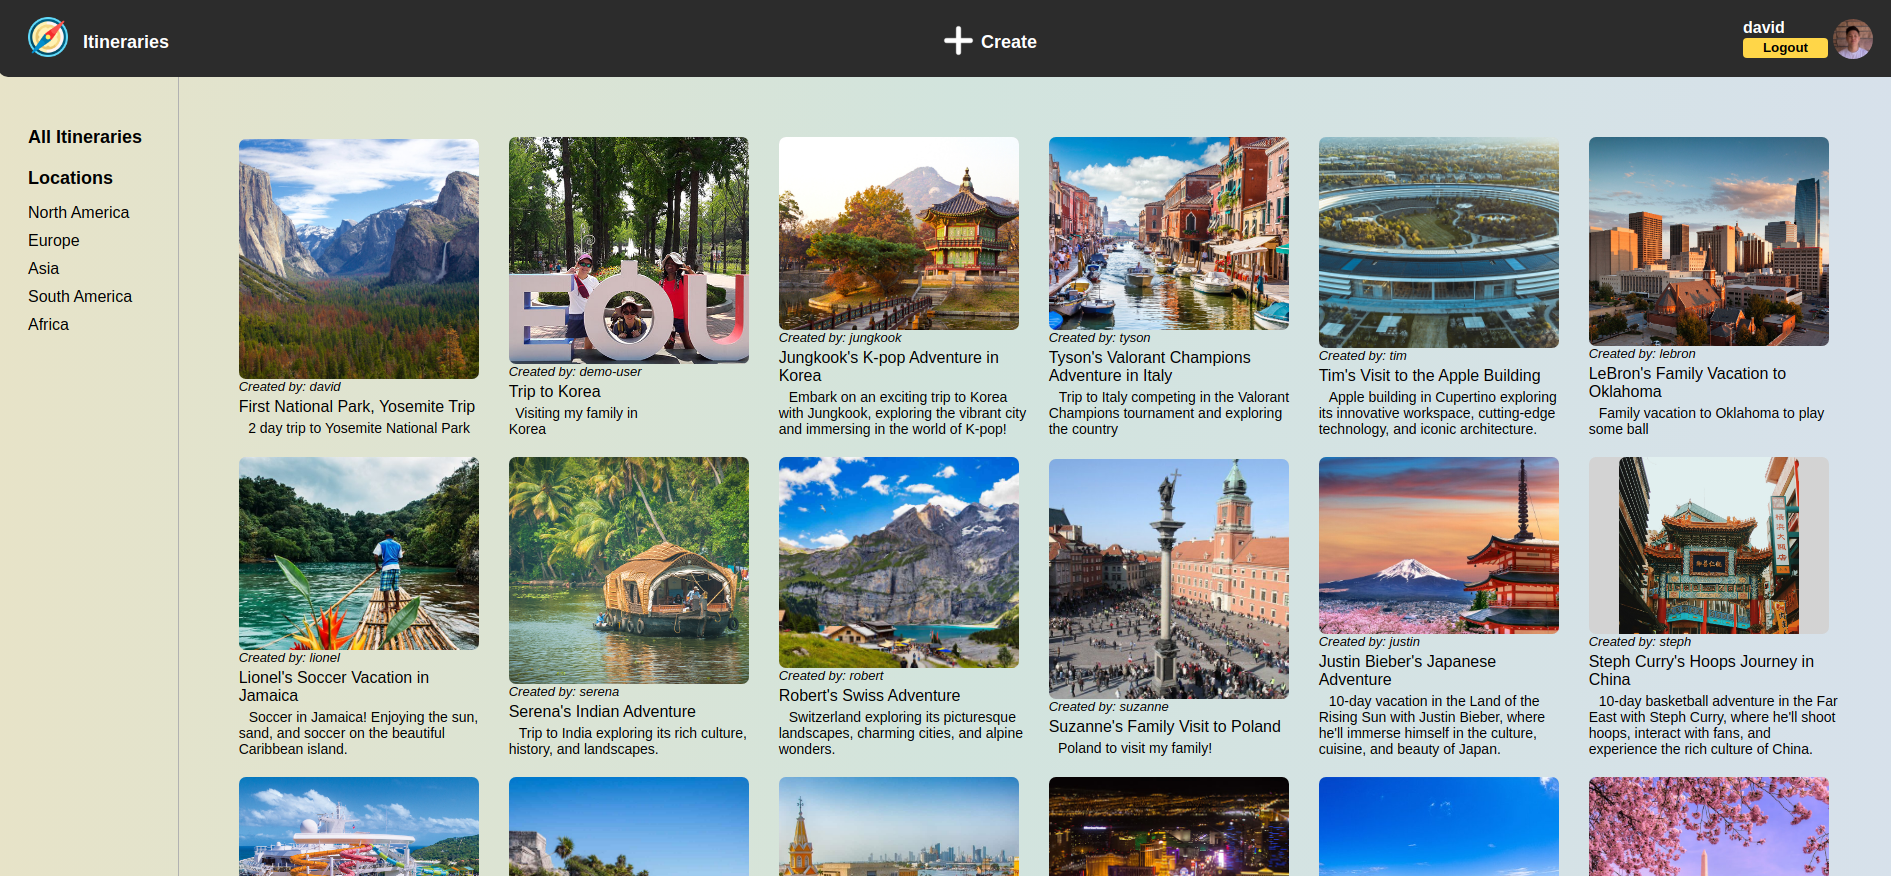 Itineraries
Create
david
Logout
All Itineraries
Locations
North America
Europe
Asia
South America
Africa
Created by: david
First National Park, Yosemite Trip
2 day trip to Yosemite National Park
EOU
Created by: demo-user
Trip to Korea
Visiting my family in
Korea
Created by: jungkook
Jungkook's K-pop Adventure in
Korea
Embark on an exciting trip to Korea
with Jungkook, exploring the vibrant city
and immersing in the world of K-pop!
Created by: tyson
Tyson's Valorant Champions
Adventure in Italy
Trip to Italy competing in the Valorant
Champions tournament and exploring
the country
Created by: tim
Tim's Visit to the Apple Building
Apple building in Cupertino exploring
its innovative workspace, cutting-edge
technology, and iconic architecture.
Created by: lebron
LeBron's Family Vacation to
Oklahoma
Family vacation to Oklahoma to play
some ball
Created by: lionel
Lionel's Soccer Vacation in
Jamaica
Soccer in Jamaica! Enjoying the sun,
sand, and soccer on the beautiful
Caribbean island.
Created by: serena
Serena's Indian Adventure
Trip to India exploring its rich culture,
history, and landscapes.
Created by: robert
Robert's Swiss Adventure
Switzerland exploring its picturesque
landscapes, charming cities, and alpine
wonders.
Created by: suzanne
Suzanne's Family Visit to Poland
Poland to visit my family!
Created by: justin
Justin Bieber's Japanese
Adventure
10-day vacation in the Land of the
Rising Sun with Justin Bieber, where
he'll immerse himself in the culture,
cuisine, and beauty of Japan.
Created by: steph
Steph Curry's Hoops Journey in
China
10-day basketball adventure in the Far
East with Steph Curry, where he'll shoot
hoops, interact with fans, and
experience the rich culture of China.